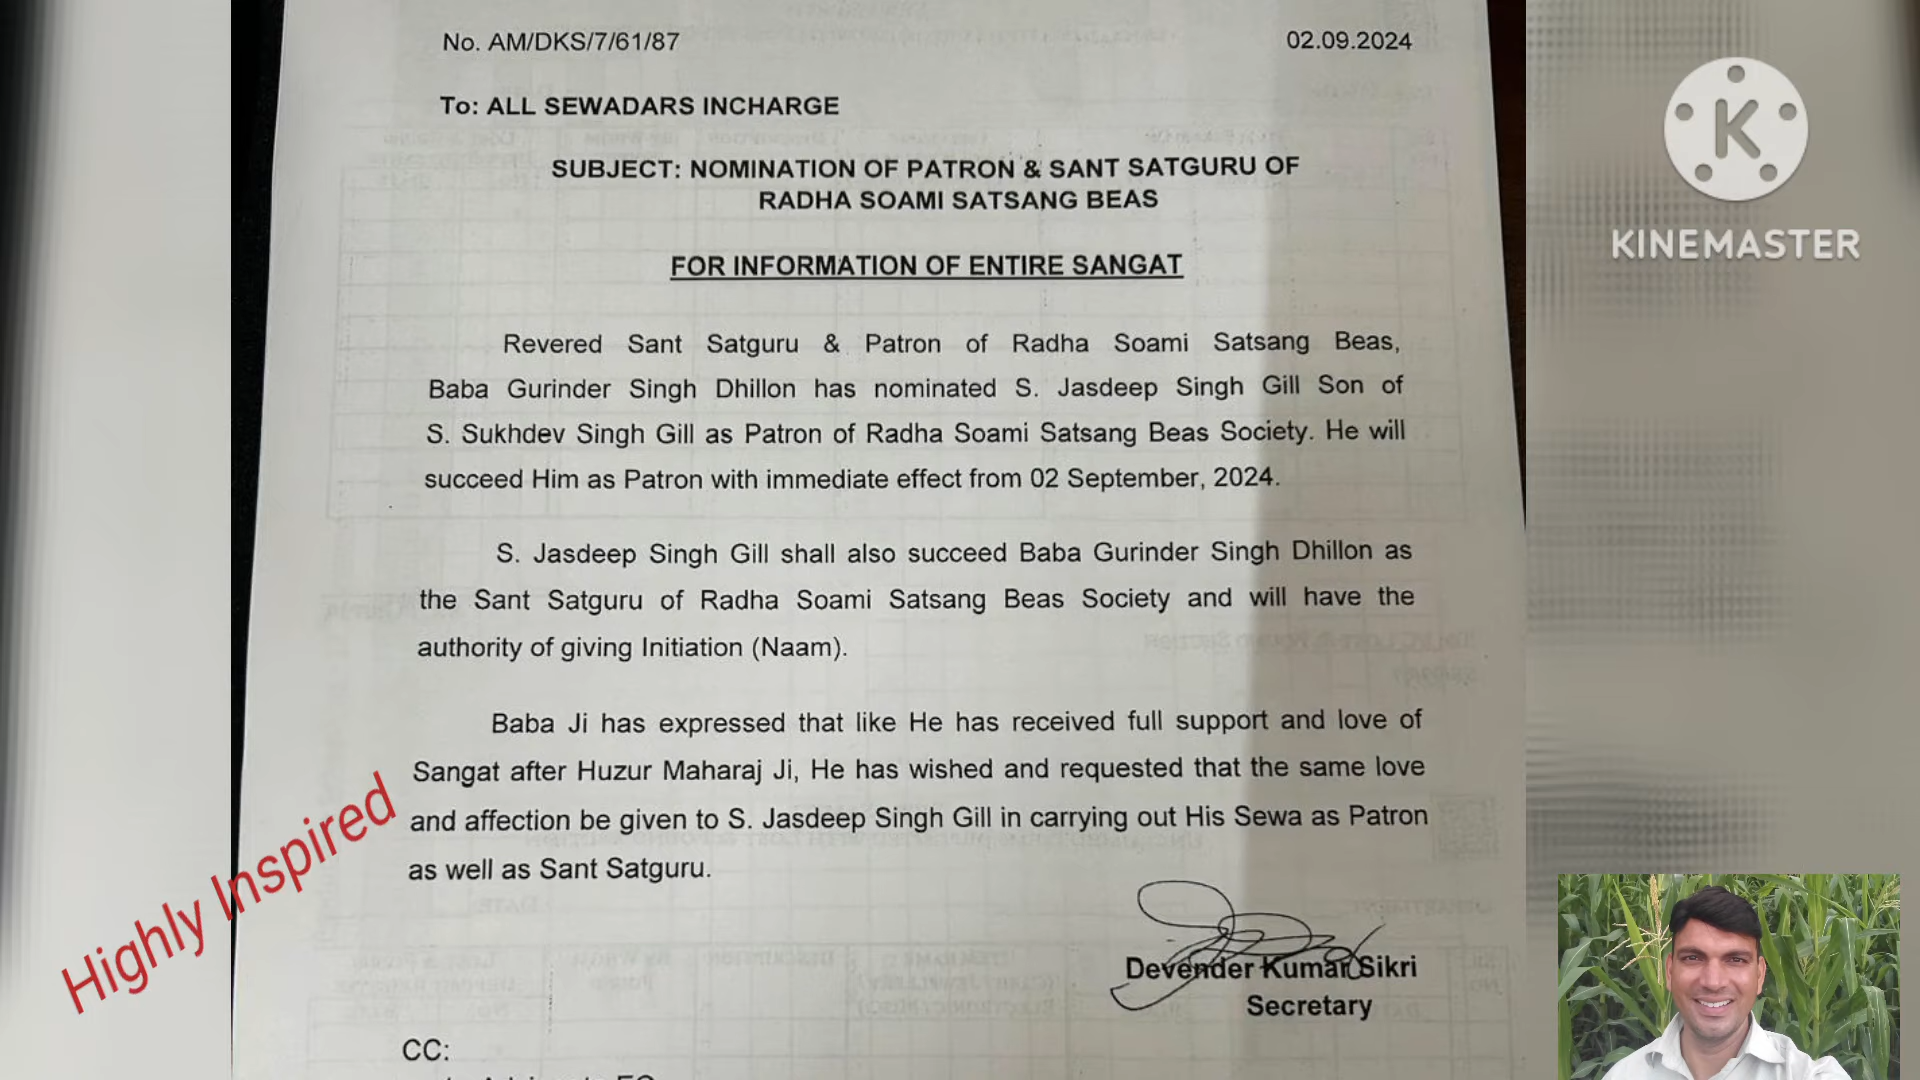 No. AM/DKS/7/61/87 02.09.2024
To: ALL SEWADARS INCHARGE
SUBJECT: NOMINATION OF PATRON & SANT SATGURU OF
RADHA SOAMI SATSANG BEAS
FOR INFORMATION OF ENTIRE SANGAT
Revered Sant Satguru & Patron of Radha Soami Satsang Beas,
Baba Gurinder Singh Dhillon has nominated S. Jasdeep Singh Gill Son of
S. Sukhdev Singh Gill as Patron of Radha Soami Satsang Beas Society. He will
succeed Him as Patron with immediate effect from 02 September, 2024.
S. Jasdeep Singh Gill shall also succeed Baba Gurinder Singh Dhillon as
the Sant Satguru of Radha Soami Satsang Beas Society and will have the
authority of giving Initiation (Naam).
Baba Ji has expressed that like He has received full support and love of
Sangat after Huzur Maharaj Ji, He has wished and requested that the same love
and affection be given to S. Jasdeep Singh Gill in carrying out His Sewa as Patron
as well as Sant Satguru.
Devender Kumar Sikri
Secretary
CC:
Highly Inspired
K
KINEMASTER